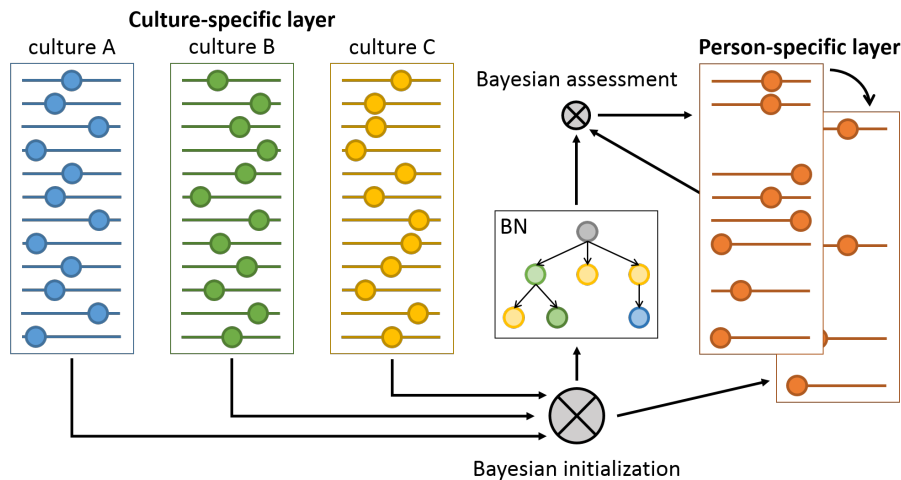 Culture-specific layer
culture A
culture B
culture C
Person-specific layer
Bayesian assessment
BN
Bayesian initialization